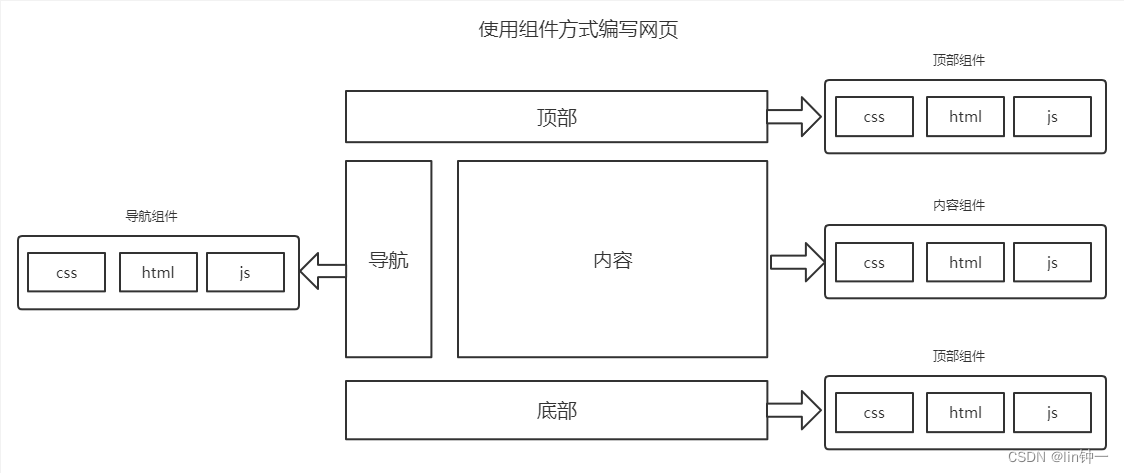 使用组件方式编写网页
顶部组件
顶部
css html js
导航组件
css html js
导航
内容
内容组件
css html js
顶部组件
底部
css html js
CSDN @lin钟一